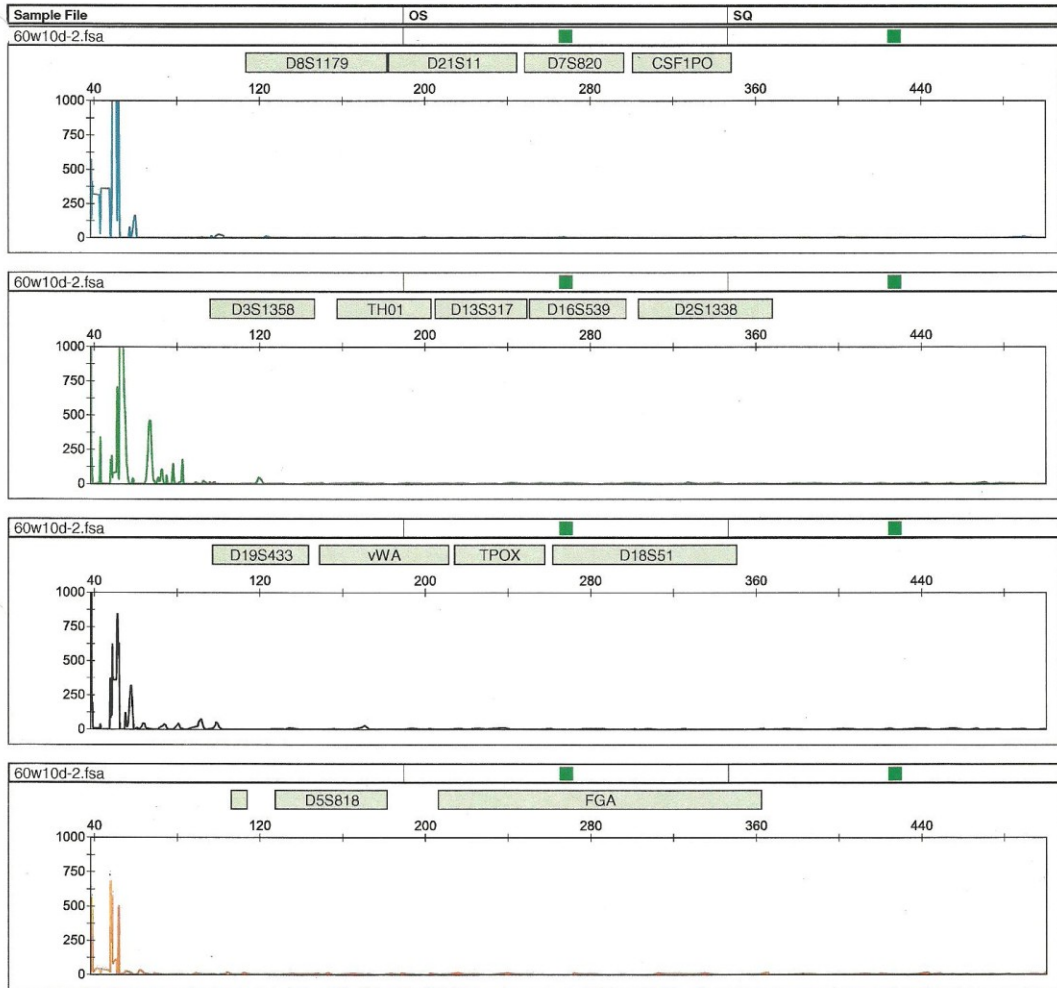 Sample File OS SQ
60w10d-2.fsa
D8S1179 D21S11 D7S820 CSF1PO
40 120 200 280 360 440
1000
750
500
250
0
60w10d-2.fsa
D3S1358 TH01 D13S317 D16S539 D2S1338
40 120 200 280 360 440
1000
750
500
250
0
60w10d-2.fsa
D19S433 vWA TPOX D18S51
40 120 200 280 360 440
1000
750
500
250
0
60w10d-2.fsa
D5S818 FGA
40 120 200 280 360 440
1000
750
500
250
0